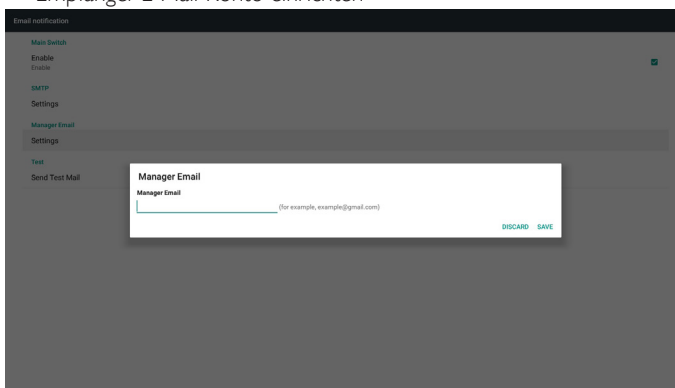 Empfänger E-Mail-Konto einrichten
Email notification
Main Switch
Enable
Enable
SMTP
Settings
Manager Email
Settings
Test
Send Test Mail
Manager Email
Manager Email
(for example, example@gmail.com)
DISCARD SAVE